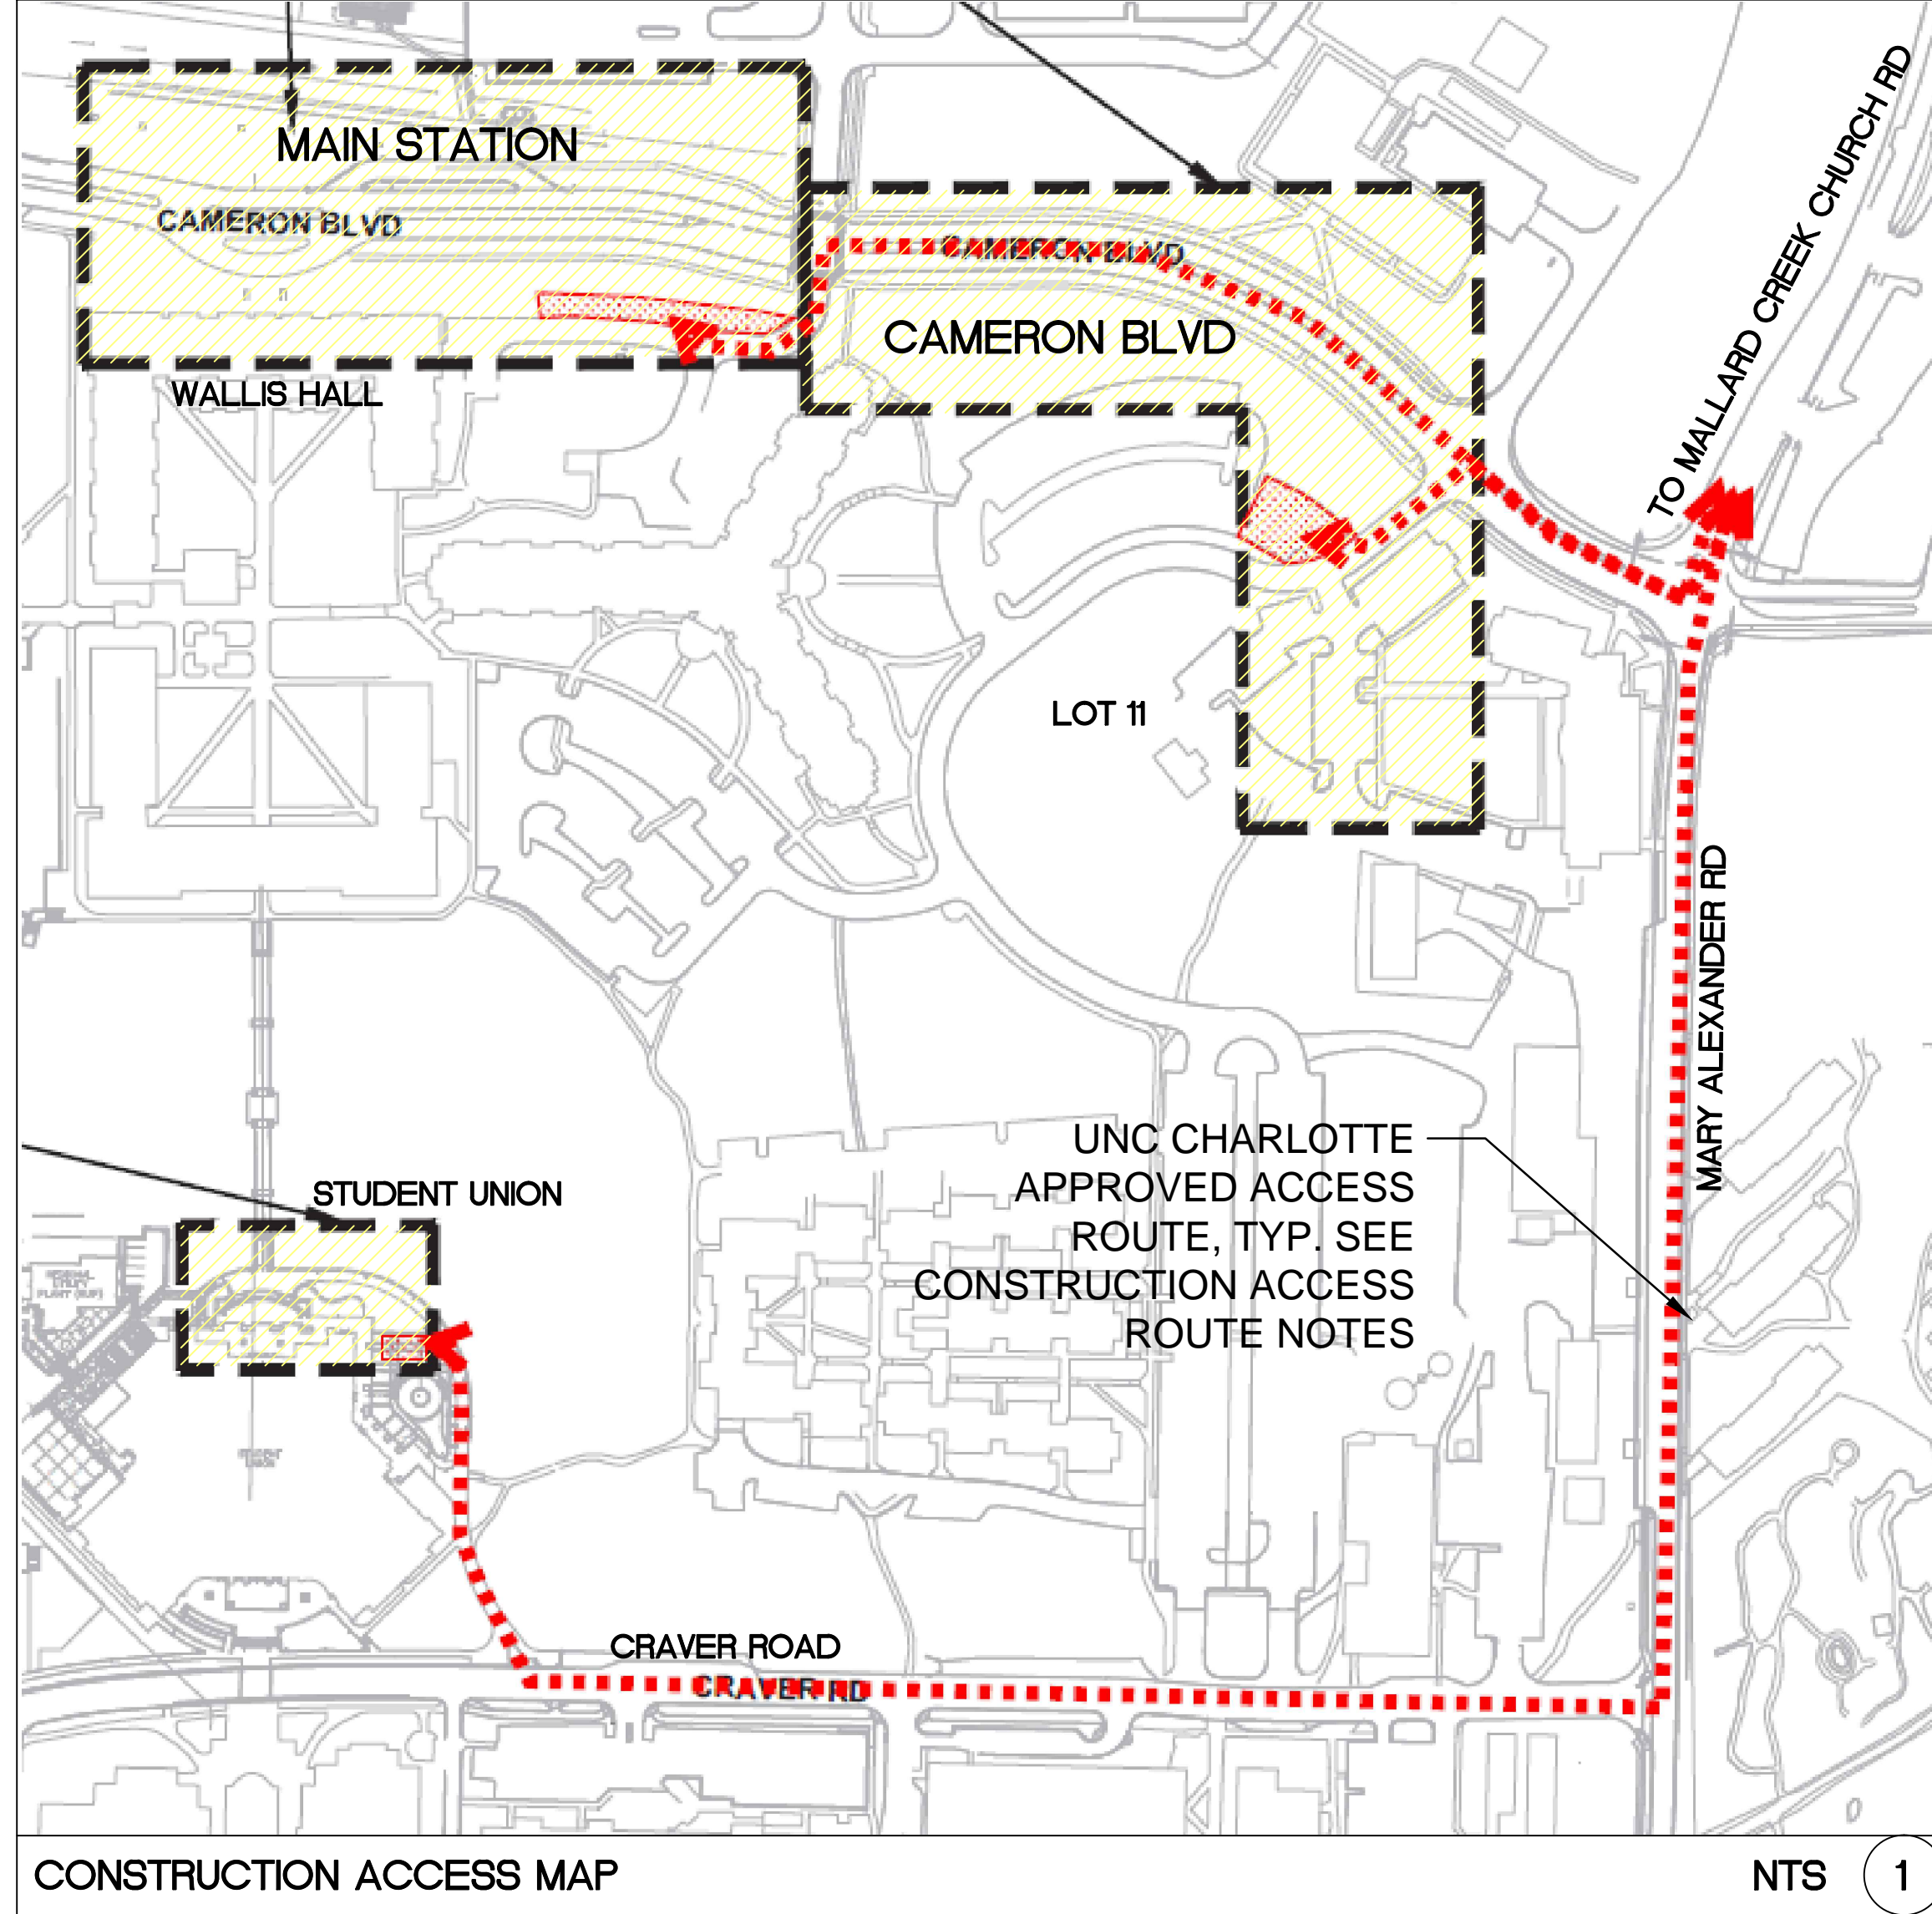 MAIN STATION
CAMERON BLVD
CAMERON BLVD
CAMERON BLVD
TO MALLARD CREEK CHURCH RD
WALLIS HALL
LOT 11
MARY ALEXANDER RD
UNC CHARLOTTE
APPROVED ACCESS
ROUTE, TYP. SEE
CONSTRUCTION ACCESS
ROUTE NOTES
STUDENT UNION
CRAVER ROAD
CRAVER RD
CONSTRUCTION ACCESS MAP
NTS
1